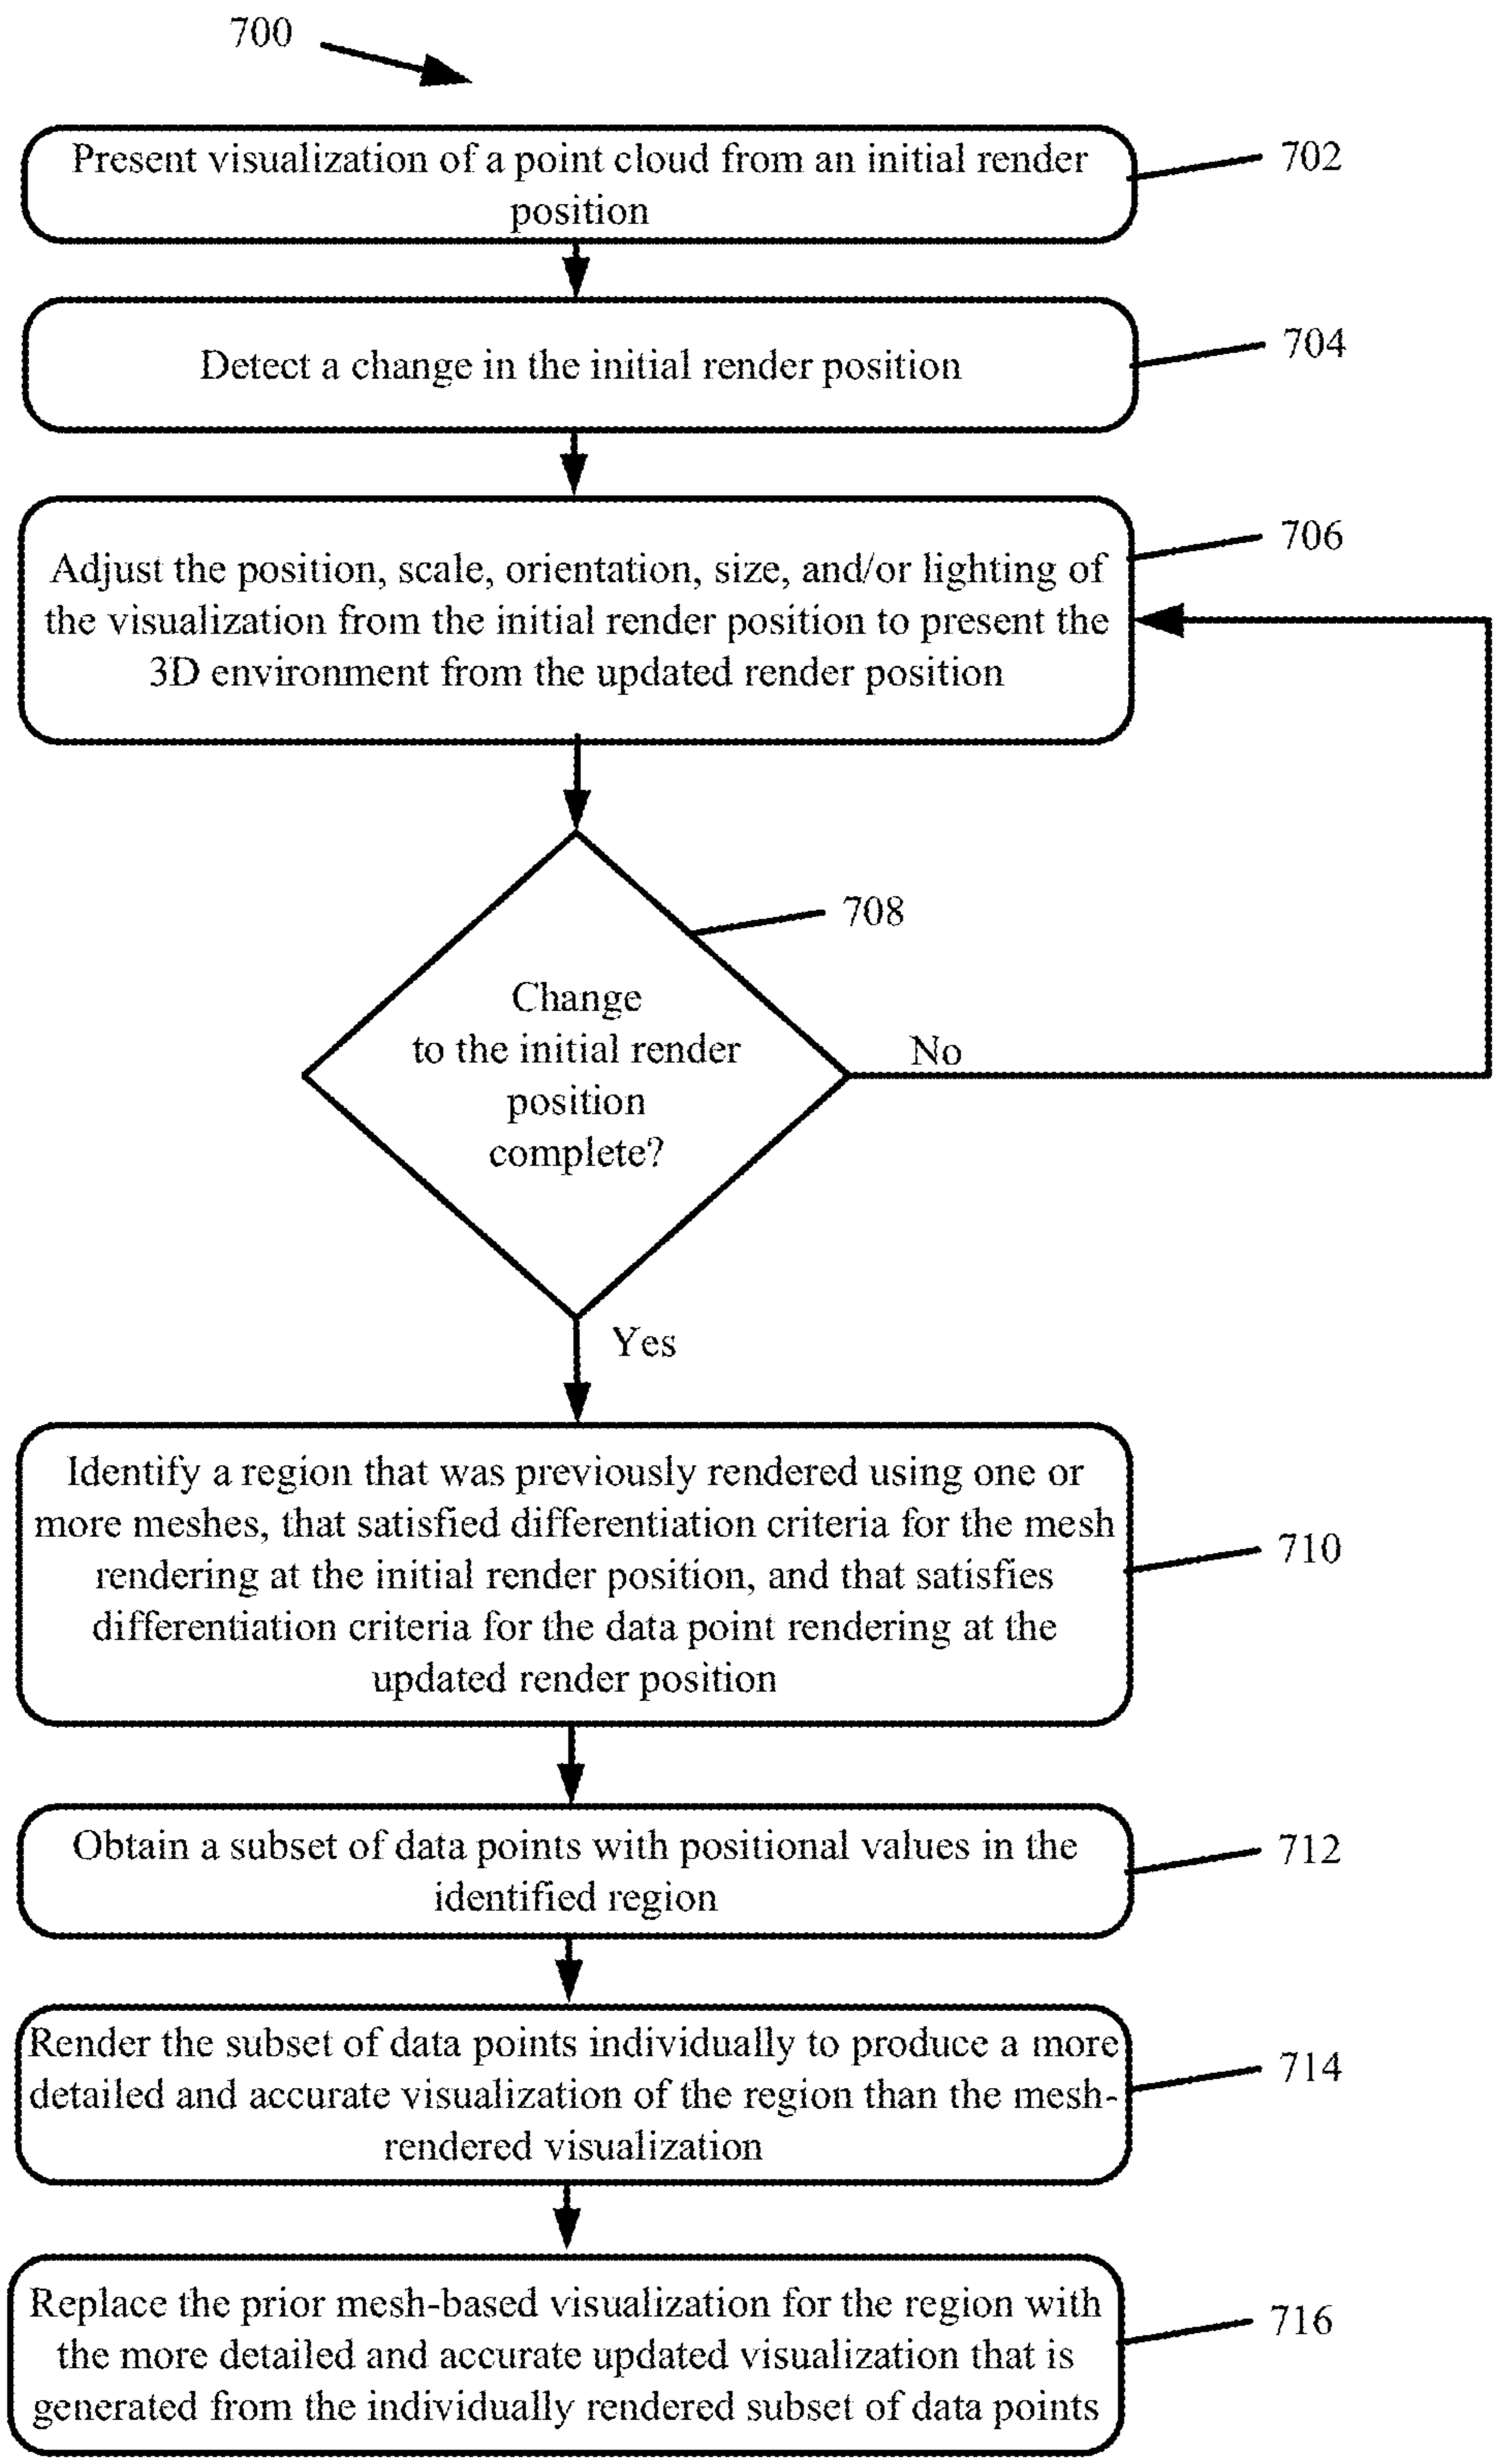 700
Present visualization of a point cloud from an initial render
position
702
Detect a change in the initial render position
704
Adjust the position, scale, orientation, size, and/or lighting of
the visualization from the initial render position to present the
3D environment from the updated render position
706
Change
to the initial render
position
complete?
708
No
Yes
Identify a region that was previously rendered using one or
more meshes, that satisfied differentiation criteria for the mesh
rendering at the initial render position, and that satisfies
differentiation criteria for the data point rendering at the
updated render position
710
Obtain a subset of data points with positional values in the
identified region
712
Render the subset of data points individually to produce a more
detailed and accurate visualization of the region than the mesh-
rendered visualization
714
Replace the prior mesh-based visualization for the region with
the more detailed and accurate updated visualization that is
generated from the individually rendered subset of data points
716